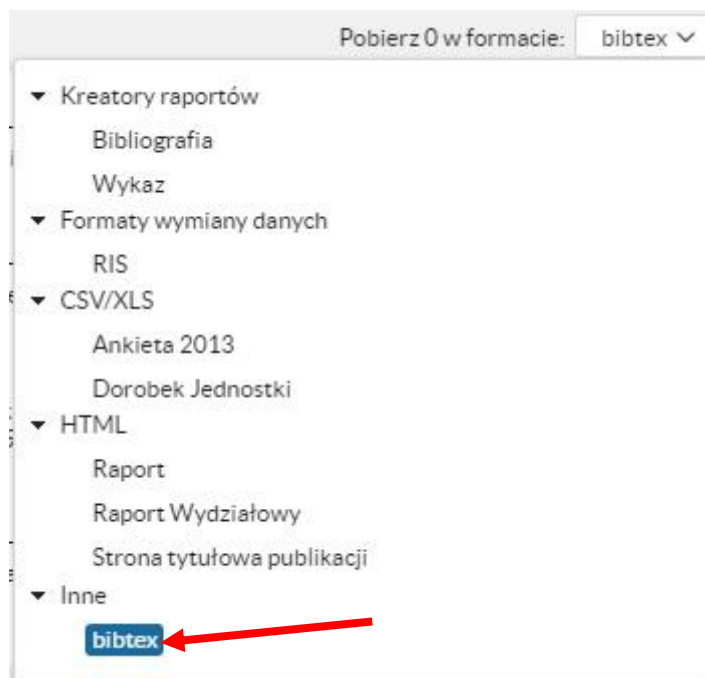 Pobierz 0 w formacie: bibtex
Kreatory raportów
Bibliografia
Wykaz
Formaty wymiany danych
RIS
CSV/XLS
Ankieta 2013
Dorobek Jednostki
HTML
Raport
Raport Wydziałowy
Strona tytułowa publikacji
Inne
bibtex